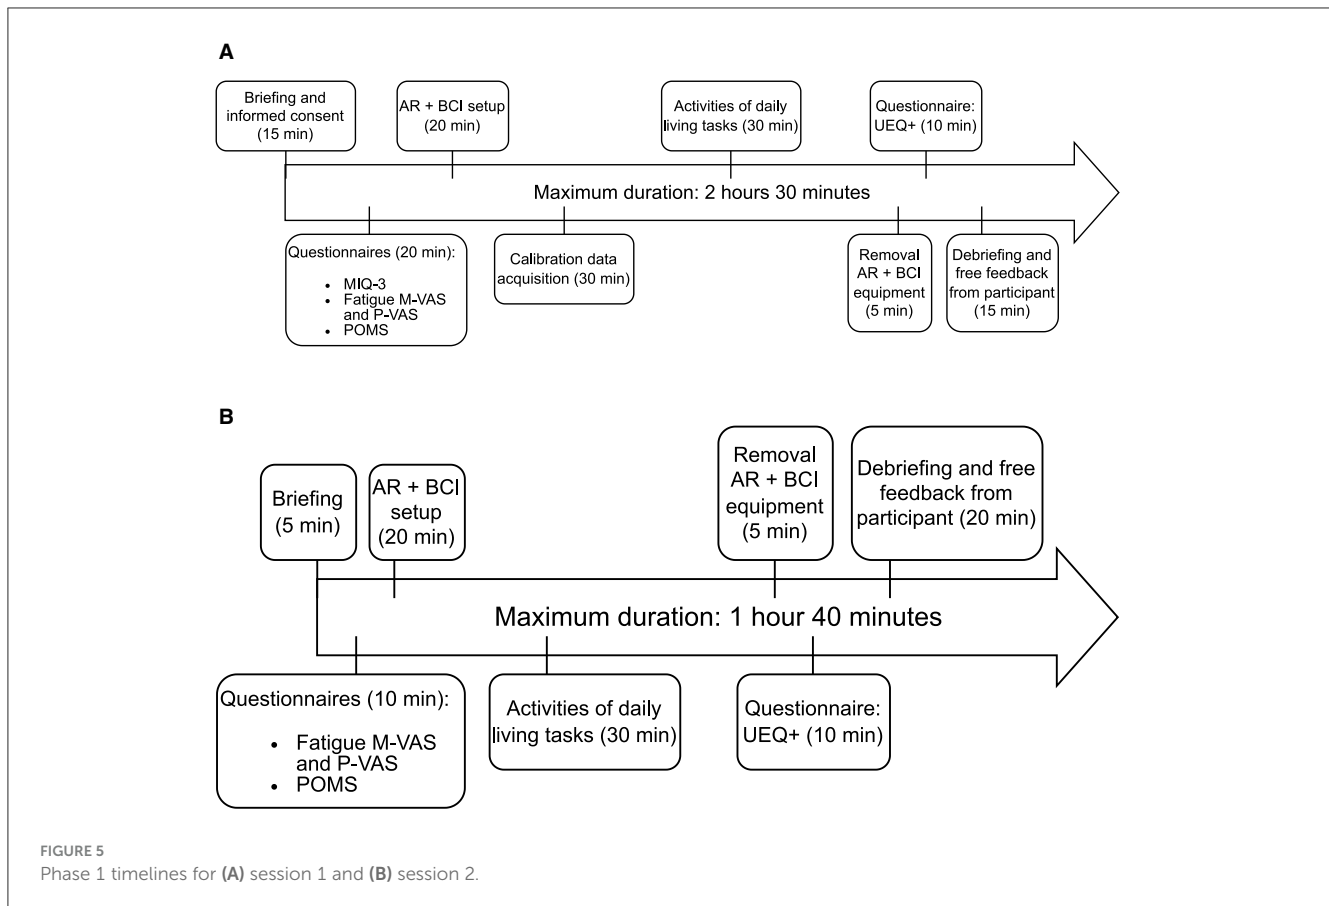 A
Briefing and
informed consent
(15 min)
AR + BCI setup
(20 min)
Activities of daily
living tasks (30 min)
Questionnaire:
UEQ+ (10 min)
Maximum duration: 2 hours 30 minutes
Questionnaires (20 min):
• MIQ-3
• Fatigue M-VAS
and P-VAS
• POMS
Calibration data
acquisition (30 min)
Removal
AR + BCI
equipment
(5 min)
Debriefing and
free feedback
from participant
(15 min)
B
Briefing
(5 min)
AR + BCI
setup
(20 min)
Removal
AR + BCI
equipment
(5 min)
Debriefing and free
feedback from
participant (20 min)
Maximum duration: 1 hour 40 minutes
Questionnaires (10 min):
• Fatigue M-VAS
and P-VAS
• POMS
Activities of daily
living tasks (30 min)
Questionnaire:
UEQ+ (10 min)
FIGURE 5
Phase 1 timelines for (A) session 1 and (B) session 2.